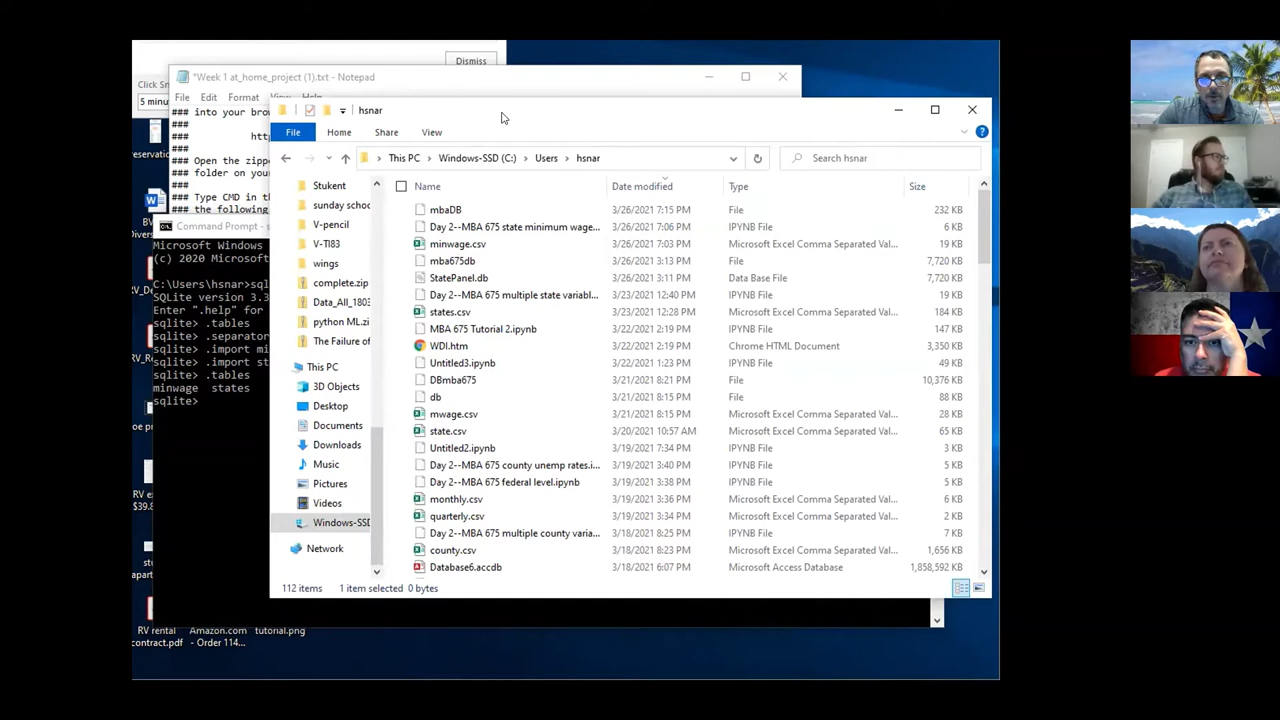 Dismiss
Click Sn
5 minu
*Week 1 at_home_project (1).txt - Notepad
File Edit Format View Help
### into your brow
###
### htt
###
### Open the zippe
### folder on your
###
### Type CMD in th
### the following
reservation
Command Prompt - s
Microsoft Windows
(c) 2020 Microsoft
C:\Users\hsnar>sql
SQLite version 3.3
Enter ".help" for
sqlite> .tables
sqlite> .separator
sqlite> .import mi
sqlite> .import st
sqlite> .tables
minwage states
sqlite>
hsnar
File Home Share View
This PC Windows-SSD (C:) Users hsnar
Search hsnar
Stukent
sunday schoo
V-pencil
V-TI83
wings
complete.zip
Data_All_1803
python ML.zi
The Failure of
This PC
3D Objects
Desktop
Documents
Downloads
Music
Pictures
Videos
Windows-SSD
Network
Name Date modified Type Size
mbaDB 3/26/2021 7:15 PM File 232 KB
Day 2--MBA 675 state minimum wage... 3/26/2021 7:06 PM IPYNB File 6 KB
minwage.csv 3/26/2021 7:03 PM Microsoft Excel Comma Separated Val... 19 KB
mba675db 3/26/2021 3:13 PM File 7,720 KB
StatePanel.db 3/26/2021 3:11 PM Data Base File 7,720 KB
Day 2--MBA 675 multiple state variabl... 3/23/2021 12:40 PM IPYNB File 19 KB
states.csv 3/23/2021 12:28 PM Microsoft Excel Comma Separated Val... 184 KB
MBA 675 Tutorial 2.ipynb 3/22/2021 2:19 PM IPYNB File 147 KB
WDI.htm 3/22/2021 2:19 PM Chrome HTML Document 3,350 KB
Untitled3.ipynb 3/22/2021 1:23 PM IPYNB File 49 KB
DBmba675 3/21/2021 8:21 PM File 10,376 KB
db 3/21/2021 8:15 PM File 88 KB
mwage.csv 3/21/2021 8:15 PM Microsoft Excel Comma Separated Val... 28 KB
state.csv 3/20/2021 10:57 AM Microsoft Excel Comma Separated Val... 65 KB
Untitled2.ipynb 3/19/2021 7:34 PM IPYNB File 3 KB
Day 2--MBA 675 county unemp rates.i... 3/19/2021 3:40 PM IPYNB File 5 KB
Day 2--MBA 675 federal level.ipynb 3/19/2021 3:38 PM IPYNB File 5 KB
monthly.csv 3/19/2021 3:36 PM Microsoft Excel Comma Separated Val... 6 KB
quarterly.csv 3/19/2021 3:34 PM Microsoft Excel Comma Separated Val... 2 KB
Day 2--MBA 675 multiple county varia... 3/18/2021 8:25 PM IPYNB File 7 KB
county.csv 3/18/2021 8:23 PM Microsoft Excel Comma Separated Val... 1,656 KB
Database6.accdb 3/18/2021 6:07 PM Microsoft Access Database 1,858,592 KB
112 items 1 item selected 0 bytes
RV rental Amazon.com tutorial.png
contract.pdf - Order 114...